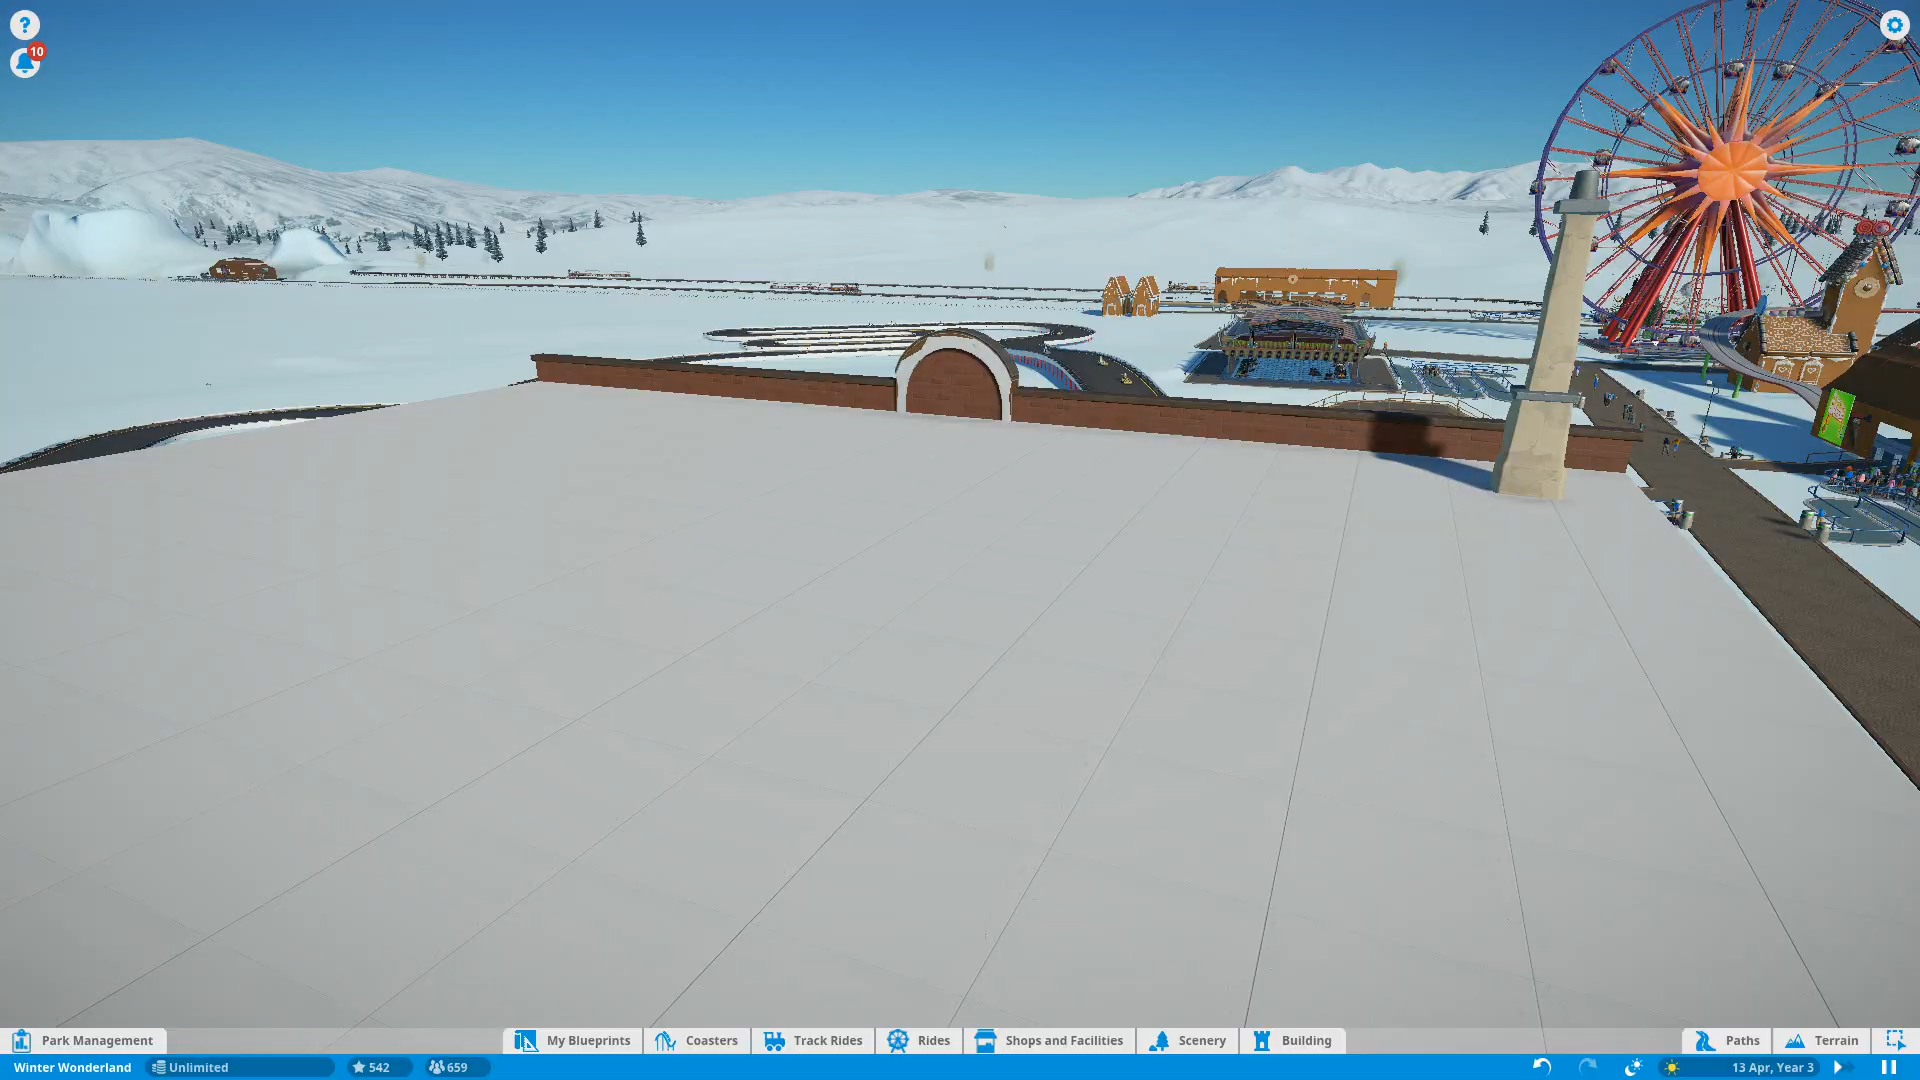 ?
10
Park Management
My Blueprints
Coasters
Track Rides
Rides
Shops and Facilities
Scenery
Building
Paths
Terrain
Winter Wonderland
Unlimited
542
659
13 Apr, Year 3